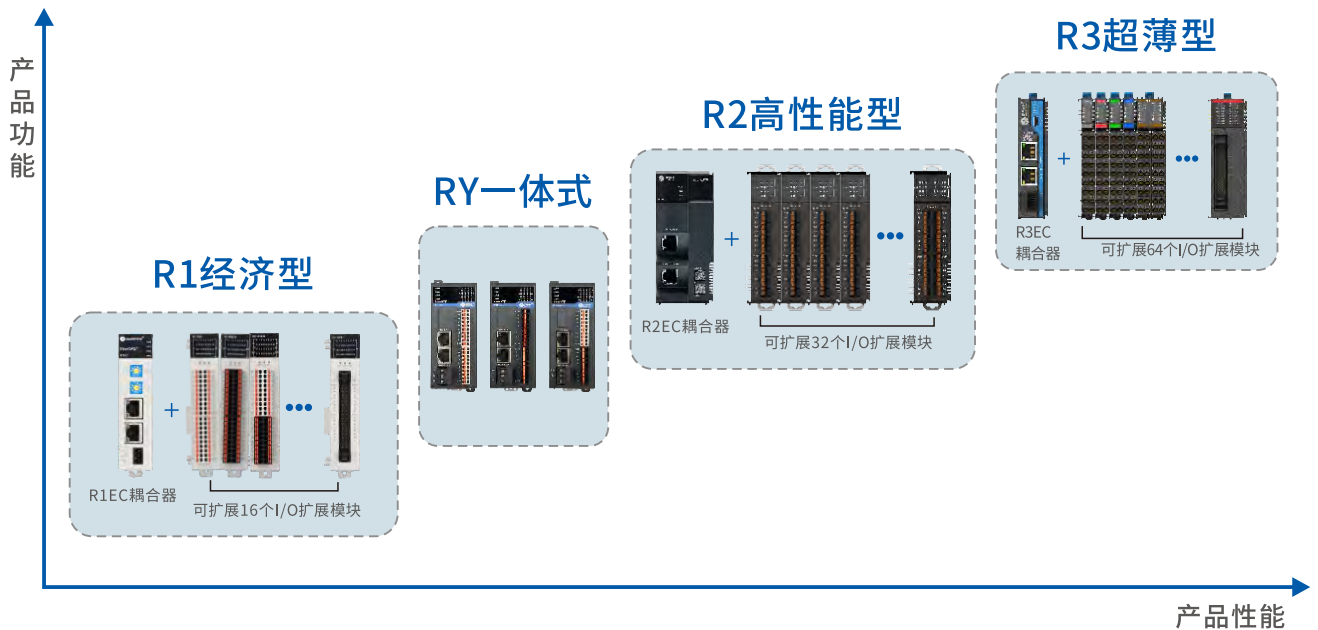 产品功能
R3超薄型
R3EC
耦合器
可扩展64个I/O扩展模块
R2高性能型
R2EC耦合器
可扩展32个I/O扩展模块
RY一体式
R1经济型
R1EC耦合器
可扩展16个I/O扩展模块
产品性能